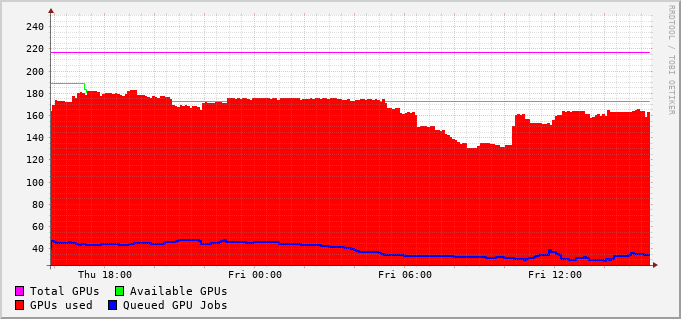 RRDTOOL / TOBI OETIKER
240
220
200
180
160
140
120
100
80
60
40
Thu 18:00 Fri 00:00 Fri 06:00 Fri 12:00
Total GPUs Available GPUs
GPUs used Queued GPU Jobs